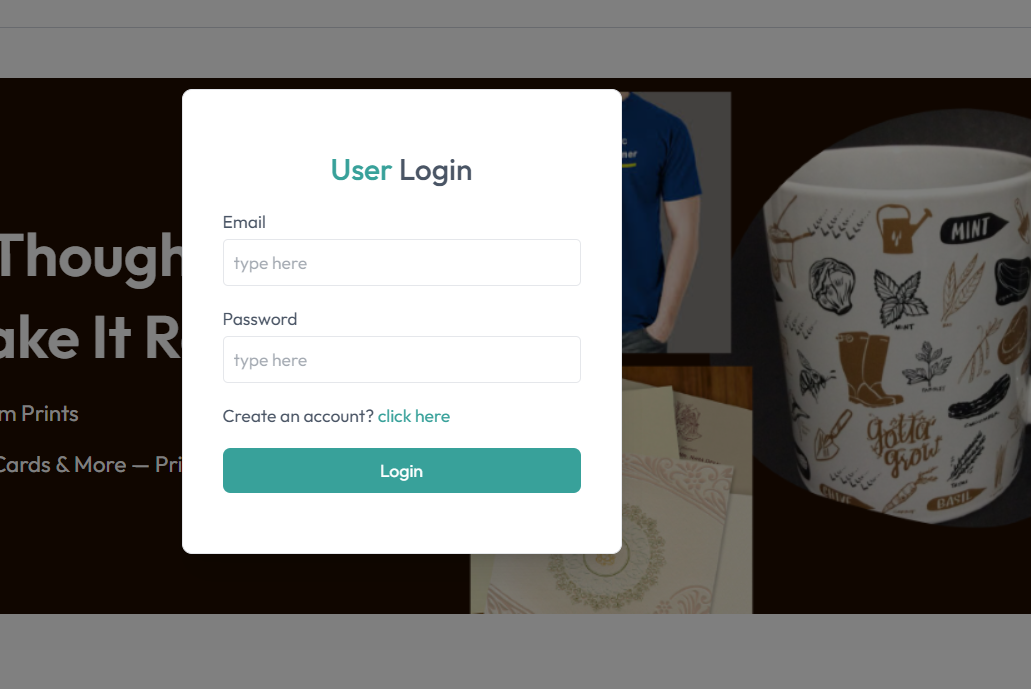 User Login
Email
type here
Password
type here
Create an account? click here
Login
Though
ake It R
m Prints
Cards & More — Pri
mer
MINT
MINT
gotta
grow
BASIL